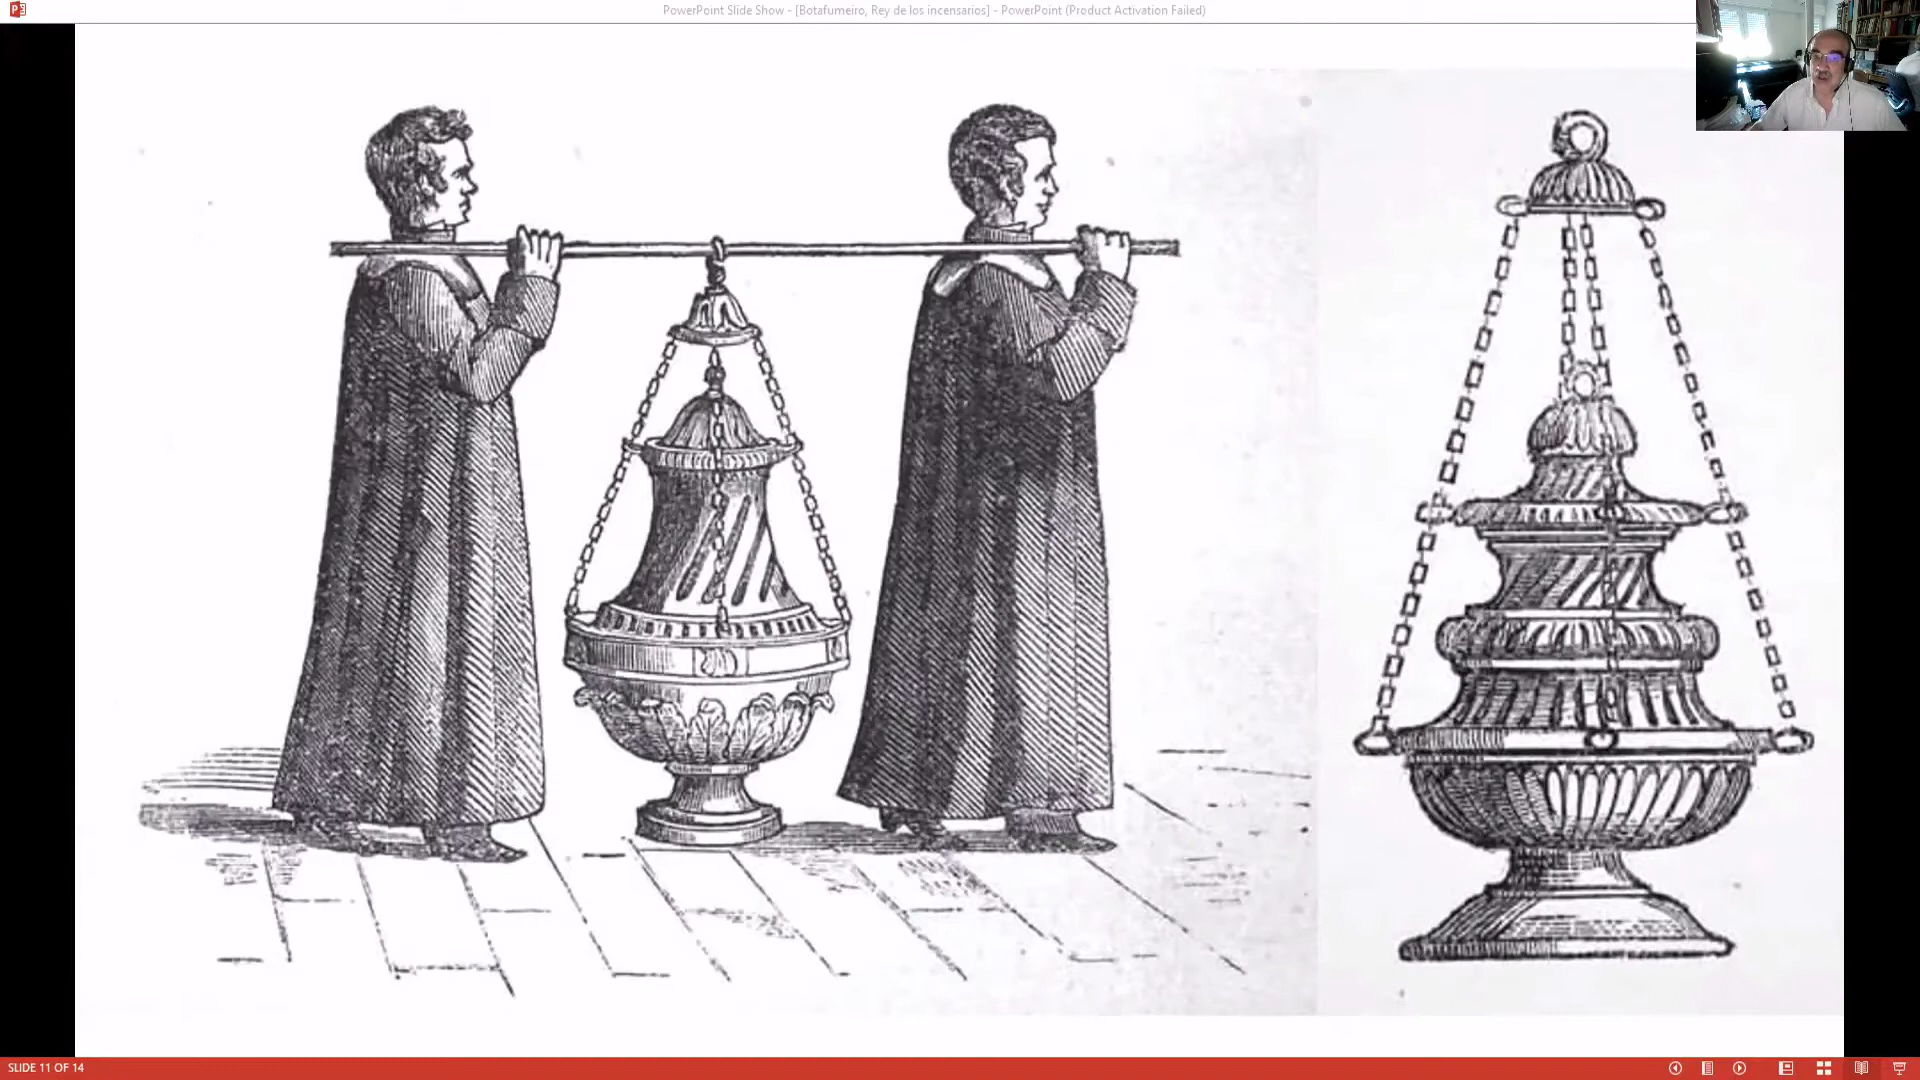 PowerPoint Slide Show - [Botafumeiro, Rey de los incensarios] - PowerPoint (Product Activation Failed)
SLIDE 11 OF 14